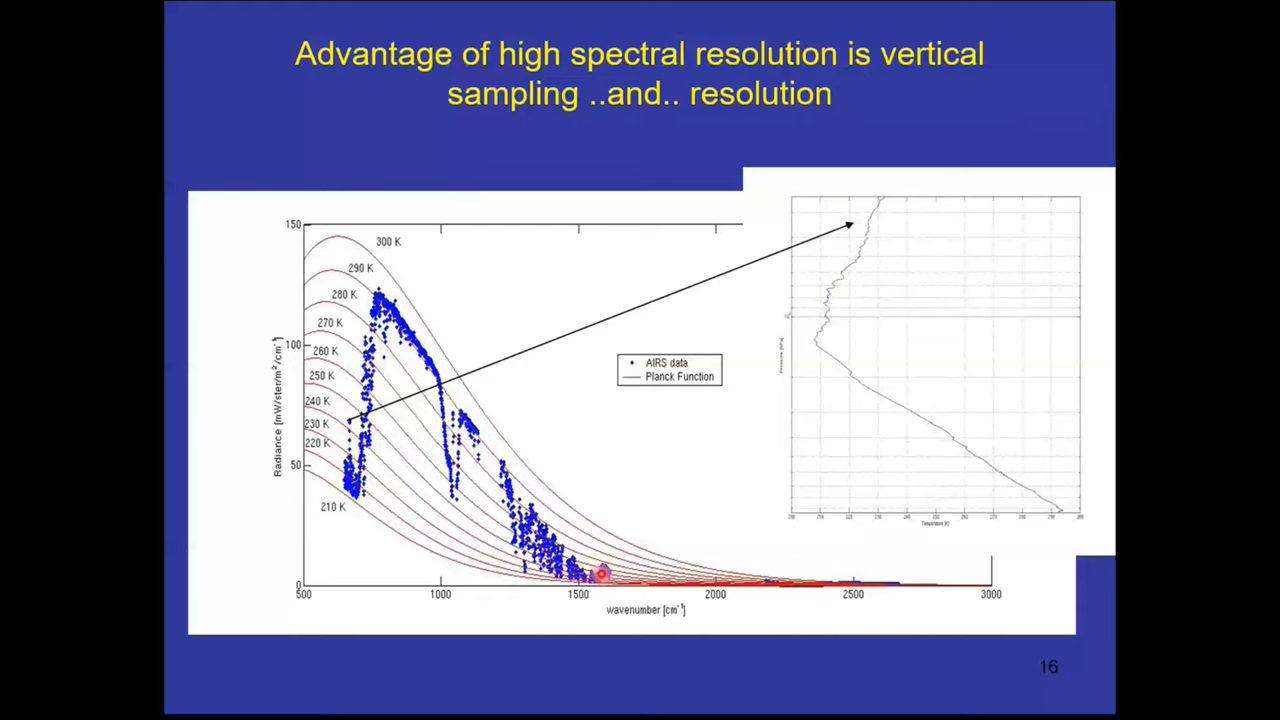 Advantage of high spectral resolution is vertical
sampling ..and.. resolution
150
100
50
0
Radiance [mW/ster/m²/cm⁻¹]
300 K
290 K
280 K
270 K
260 K
250 K
240 K
230 K
220 K
210 K
AIRS data
Planck Function
500
1000
1500
2000
2500
3000
wavenumber [cm⁻¹]
Temperature [K]
16